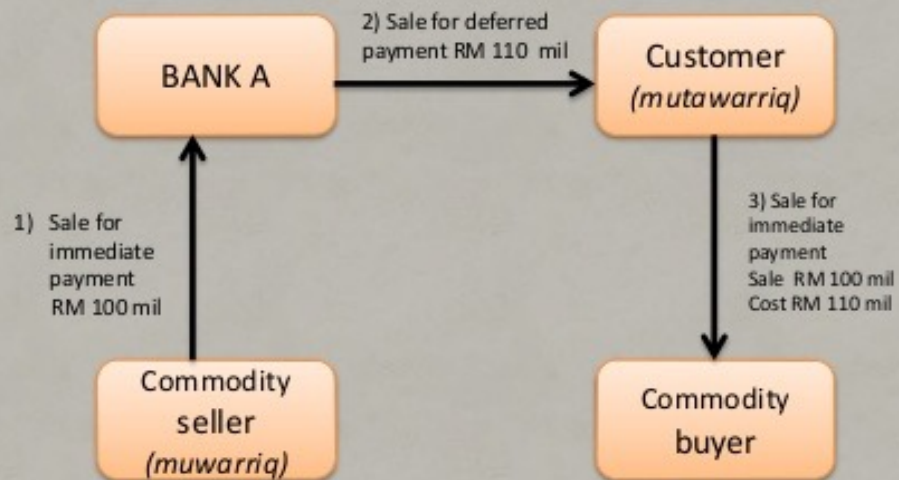 BANK A
2) Sale for deferred
payment RM 110 mil
Customer
(mutawarriq)
1) Sale for
immediate
payment
RM 100 mil
3) Sale for
immediate
payment
Sale RM 100 mil
Cost RM 110 mil
Commodity
seller
(muwarriq)
Commodity
buyer